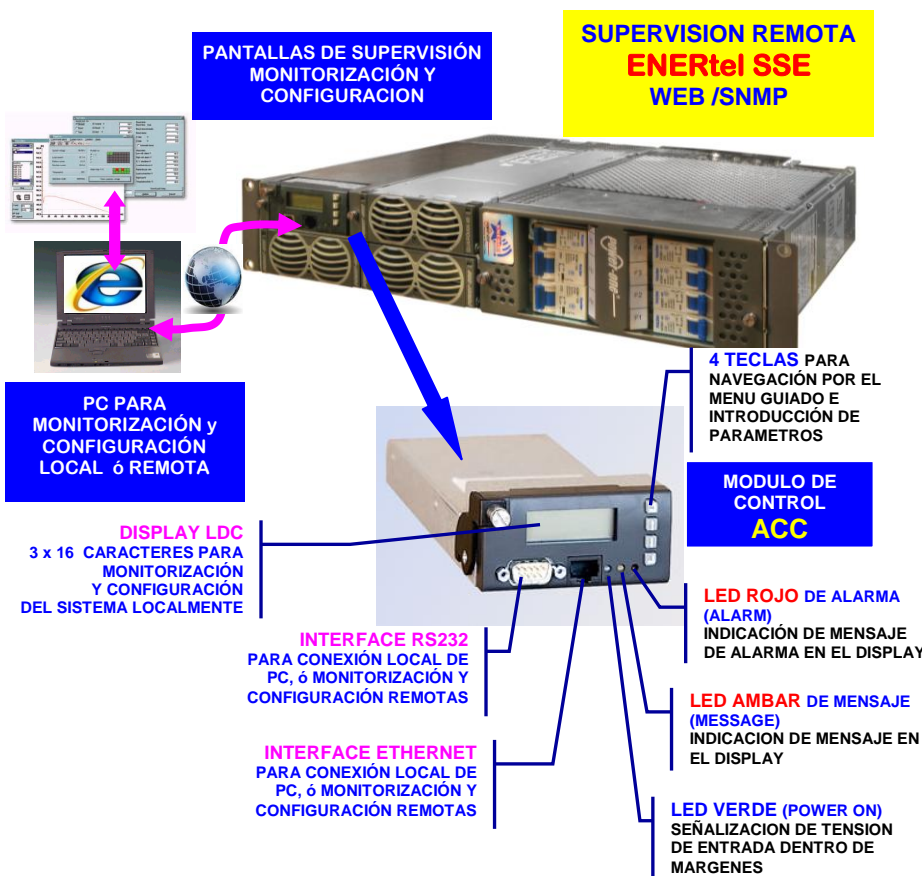 PANTALLAS DE SUPERVISIÓN
MONITORIZACIÓN Y
CONFIGURACION
SUPERVISION REMOTA
ENERtel SSE
WEB /SNMP
PC PARA
MONITORIZACIÓN y
CONFIGURACIÓN
LOCAL ó REMOTA
4 TECLAS PARA
NAVEGACIÓN POR EL
MENU GUIADO E
INTRODUCCIÓN DE
PARAMETROS
MODULO DE
CONTROL
ACC
DISPLAY LDC
3 x 16 CARACTERES PARA
MONITORIZACIÓN
Y CONFIGURACIÓN
DEL SISTEMA LOCALMENTE
INTERFACE RS232
PARA CONEXIÓN LOCAL DE
PC, ó MONITORIZACIÓN Y
CONFIGURACIÓN REMOTAS
INTERFACE ETHERNET
PARA CONEXIÓN LOCAL DE
PC, ó MONITORIZACIÓN Y
CONFIGURACIÓN REMOTAS
LED ROJO DE ALARMA
(ALARM)
INDICACIÓN DE MENSAJE
DE ALARMA EN EL DISPLAY
LED AMBAR DE MENSAJE
(MESSAGE)
INDICACION DE MENSAJE EN
EL DISPLAY
LED VERDE (POWER ON)
SEÑALIZACION DE TENSION
DE ENTRADA DENTRO DE
MARGENES